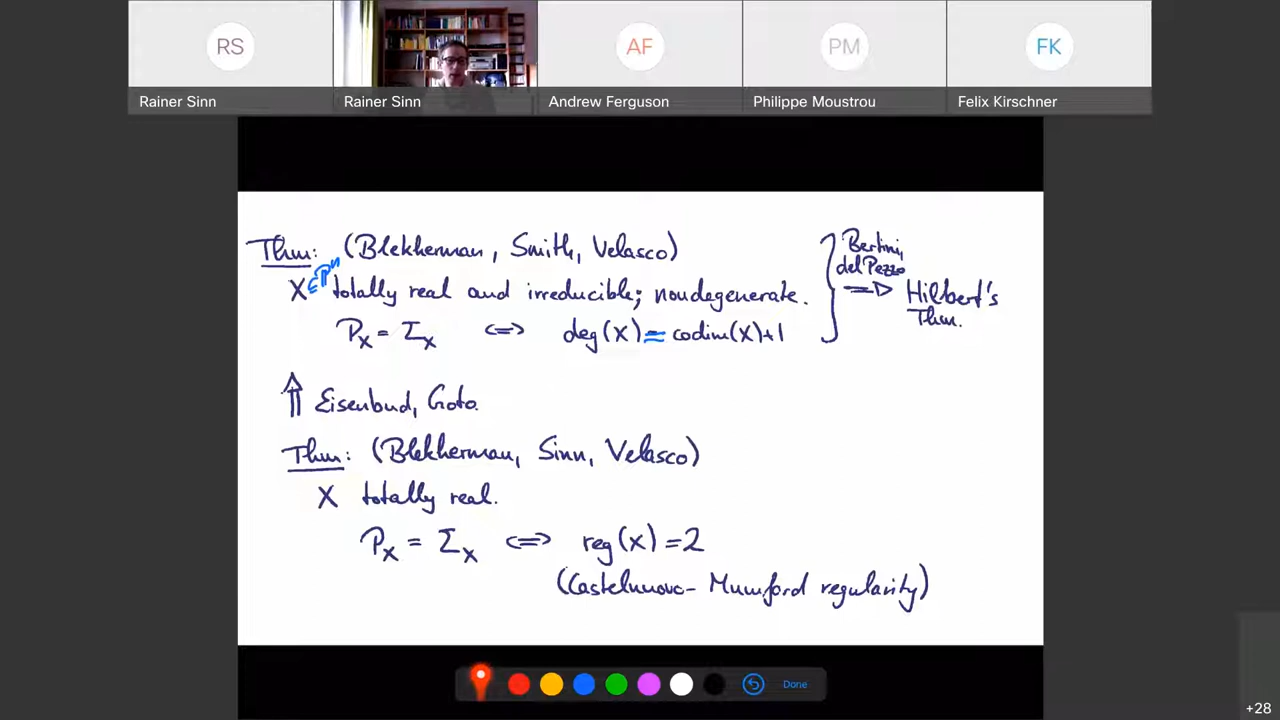 RS
AF
PM
FK
Rainer Sinn
Rainer Sinn
Andrew Ferguson
Philippe Moustrou
Felix Kirschner
Thm: (Blekherman, Smith, Velasco)
X ⊆ ℙⁿ totally real and irreducible; nondegenerate.
P_X = Σ_X ⟺ deg(X) = codim(X)+1
Bertini,
del Pezzo
⟹ Hilbert's
Thm.
⇑ Eisenbud, Goto.
Thm: (Blekherman, Sinn, Velasco)
X totally real.
P_X = Σ_X ⟺ reg(X) = 2
(Castelnuovo-Mumford regularity)
Done
+28